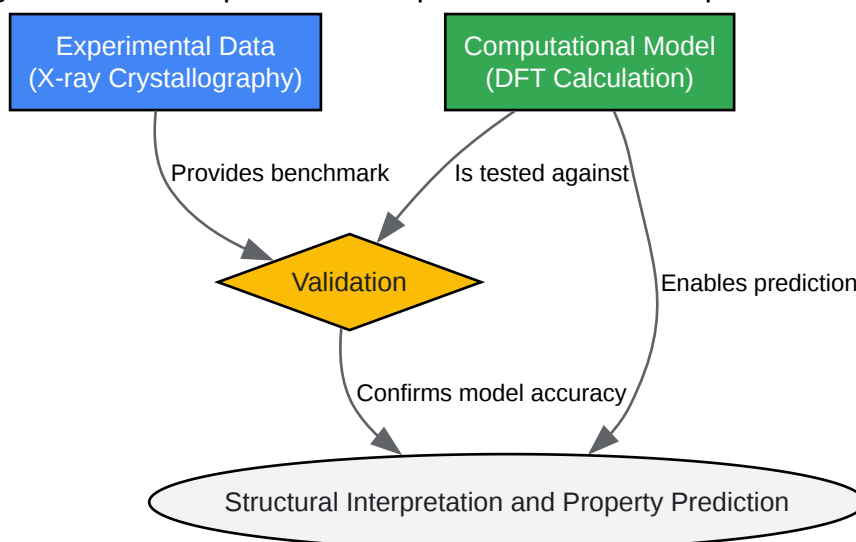 Experimental Data
(X-ray Crystallography)
Computational Model
(DFT Calculation)
Provides benchmark
Is tested against
Validation
Enables prediction
Confirms model accuracy
Structural Interpretation and Property Prediction